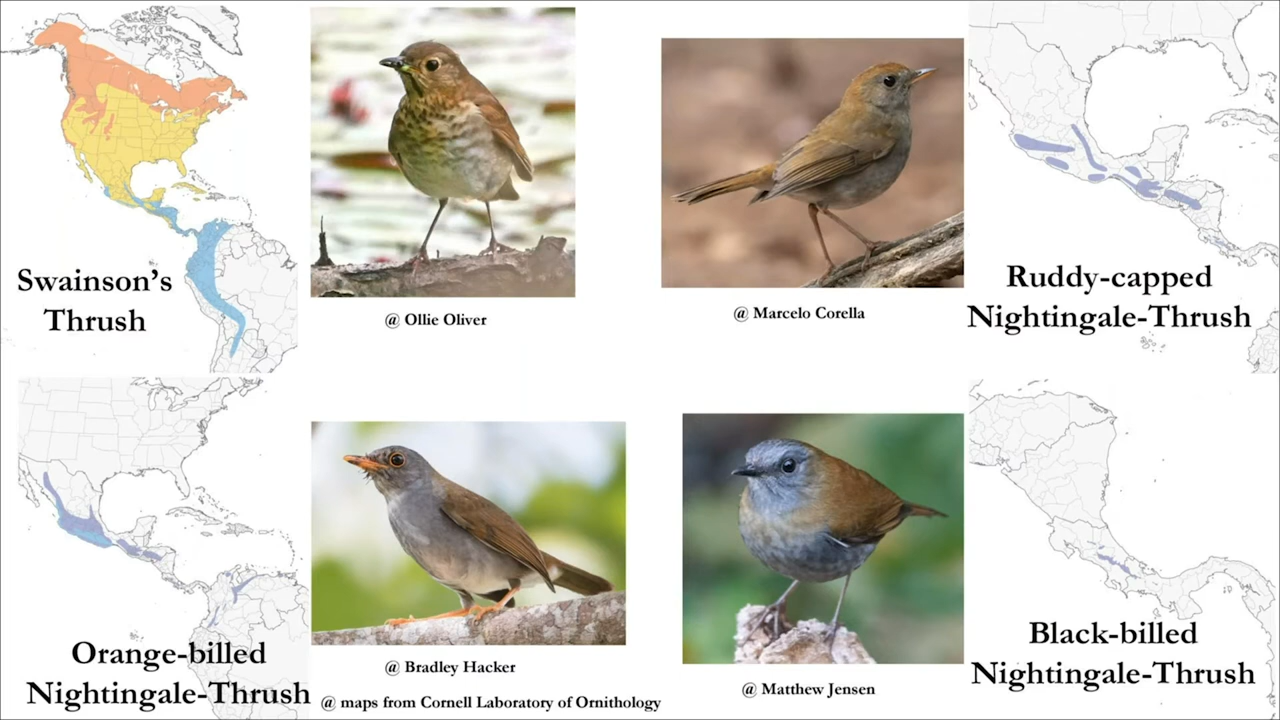 Swainson's
Thrush
@ Ollie Oliver
@ Marcelo Corella
Ruddy-capped
Nightingale-Thrush
Orange-billed
Nightingale-Thrush
@ Bradley Hacker
@ maps from Cornell Laboratory of Ornithology
@ Matthew Jensen
Black-billed
Nightingale-Thrush